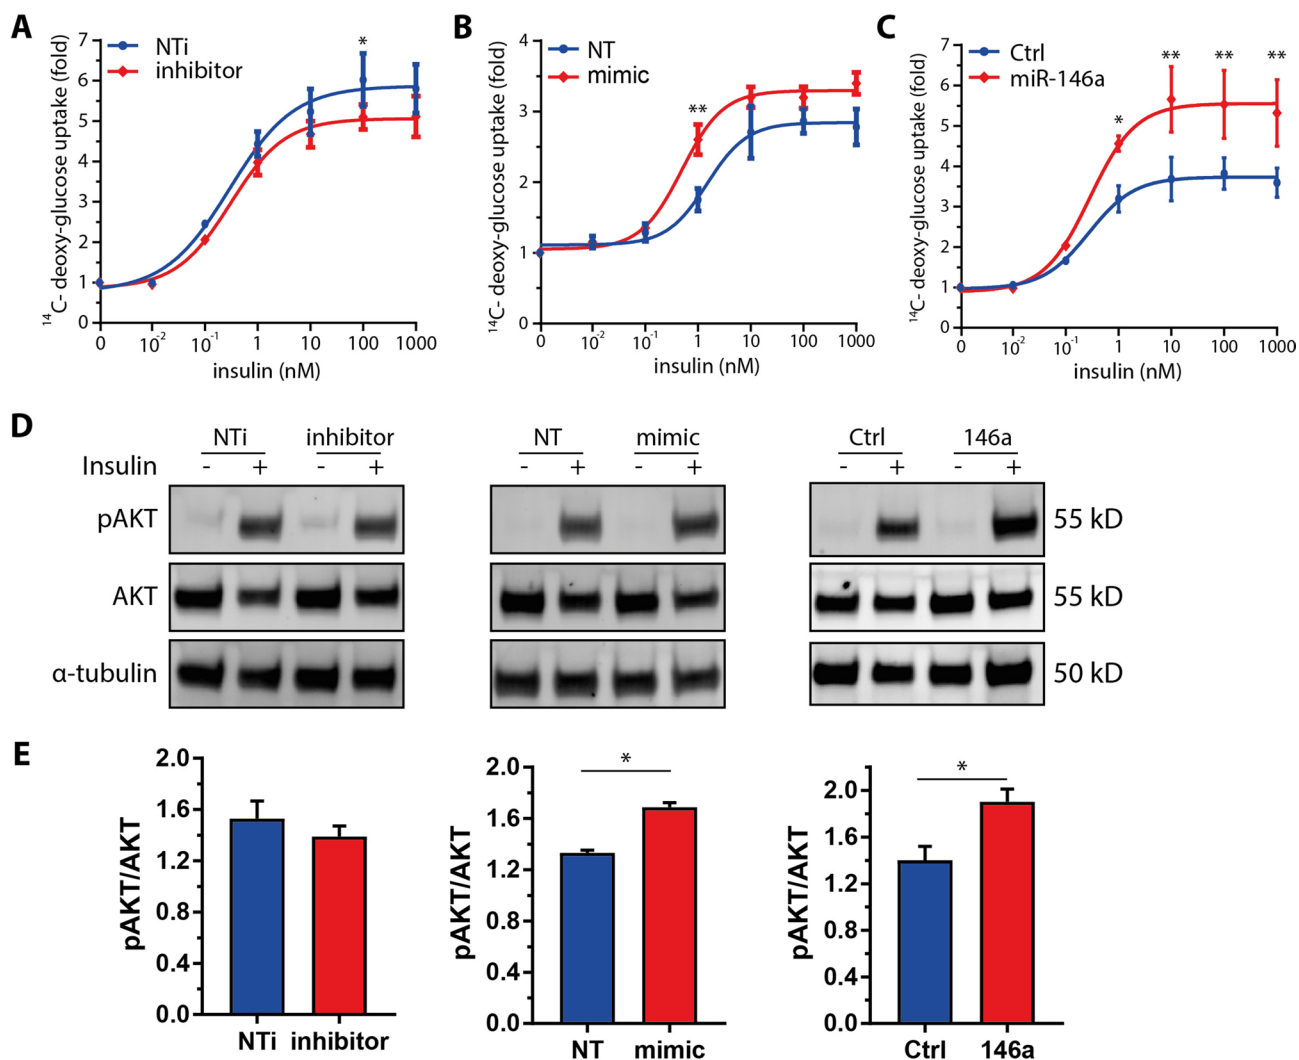 A
¹⁴C- deoxy-glucose uptake (fold)
7
6
5
4
3
2
1
0
NTi
inhibitor
*
0 10⁻² 10⁻¹ 1 10 100 1000
insulin (nM)
B
¹⁴C- deoxy-glucose uptake (fold)
4
3
2
1
0
NT
mimic
**
0 10⁻² 10⁻¹ 1 10 100 1000
insulin (nM)
C
¹⁴C- deoxy-glucose uptake (fold)
7
6
5
4
3
2
1
0
Ctrl
miR-146a
* ** ** **
0 10⁻² 10⁻¹ 1 10 100 1000
insulin (nM)
D
NTi inhibitor NT mimic Ctrl 146a
Insulin - + - + - + - + - + - +
pAKT 55 kD
AKT 55 kD
α-tubulin 50 kD
E
pAKT/AKT
2.0
1.6
1.2
0.8
0.4
0.0
NTi inhibitor
pAKT/AKT
2.0
1.6
1.2
0.8
0.4
0.0
*
NT mimic
pAKT/AKT
2.0
1.6
1.2
0.8
0.4
0.0
*
Ctrl 146a